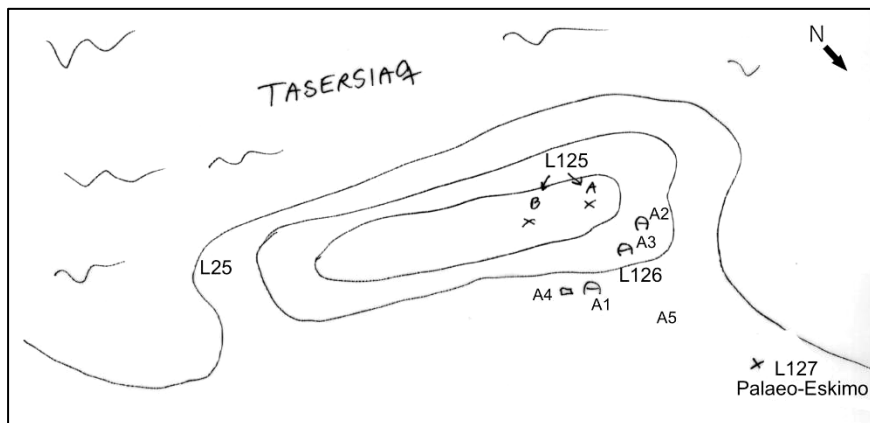 N
TASERSIAQ
L125
B A
A2
A3
L25
L126
A4 A1
A5
L127
Palaeo-Eskimo